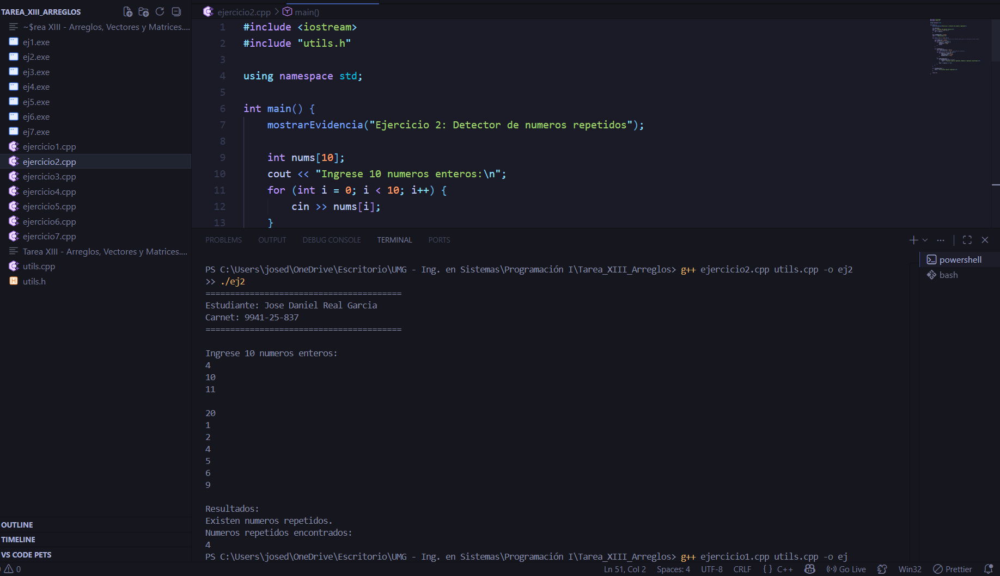 TAREA_XIII_ARREGLOS
~$rea XIII - Arreglos, Vectores y Matrices....
ej1.exe
ej2.exe
ej3.exe
ej4.exe
ej5.exe
ej6.exe
ej7.exe
ejercicio1.cpp
ejercicio2.cpp
ejercicio3.cpp
ejercicio4.cpp
ejercicio5.cpp
ejercicio6.cpp
ejercicio7.cpp
Tarea XIII - Arreglos, Vectores y Matrices....
utils.cpp
utils.h
OUTLINE
TIMELINE
VS CODE PETS
ejercicio2.cpp > main()
1 #include <iostream>
2 #include "utils.h"
3
4 using namespace std;
5
6 int main() {
7 mostrarEvidencia("Ejercicio 2: Detector de numeros repetidos");
8
9 int nums[10];
10 cout << "Ingrese 10 numeros enteros:\n";
11 for (int i = 0; i < 10; i++) {
12 cin >> nums[i];
13 }
PROBLEMS OUTPUT DEBUG CONSOLE TERMINAL PORTS
PS C:\Users\josed\OneDrive\Escritorio\UMG - Ing. en Sistemas\Programación I\Tarea_XIII_Arreglos> g++ ejercicio2.cpp utils.cpp -o ej2
>> ./ej2
========================================
Estudiante: Jose Daniel Real Garcia
Carnet: 9941-25-837
========================================
Ingrese 10 numeros enteros:
4
10
11
20
1
2
4
5
6
9
Resultados:
Existen numeros repetidos.
Numeros repetidos encontrados:
4
PS C:\Users\josed\OneDrive\Escritorio\UMG - Ing. en Sistemas\Programación I\Tarea_XIII_Arreglos> g++ ejercicio1.cpp utils.cpp -o ej
powershell
bash
0 Ln 51, Col 2 Spaces: 4 UTF-8 CRLF {} C++ Go Live Win32 Prettier